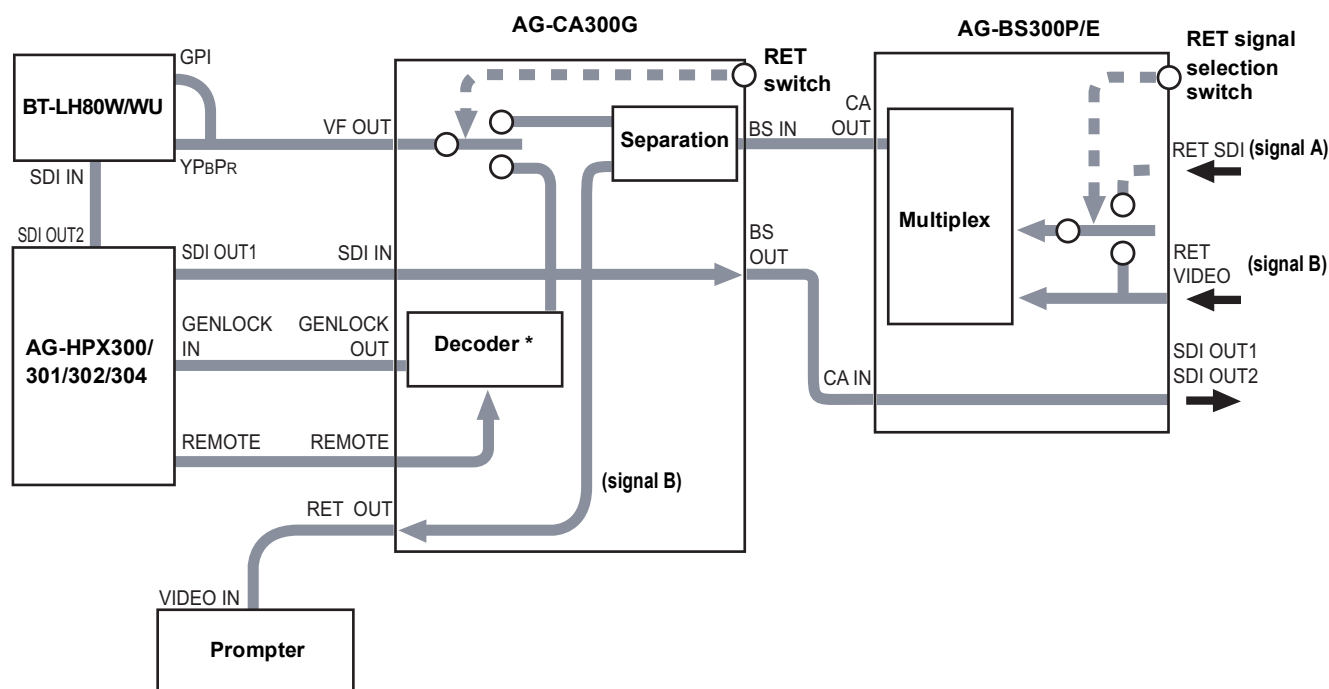 AG-CA300G
AG-BS300P/E
RET
switch
RET signal
selection
switch
GPI
BT-LH80W/WU
YPBPR
VF OUT
Separation
BS IN
CA
OUT
RET SDI (signal A)
SDI IN
Multiplex
SDI OUT2
SDI OUT1
SDI IN
BS
OUT
RET
VIDEO
(signal B)
AG-HPX300/
301/302/304
GENLOCK
IN
GENLOCK
OUT
Decoder *
CA IN
SDI OUT1
SDI OUT2
REMOTE
REMOTE
(signal B)
RET OUT
VIDEO IN
Prompter